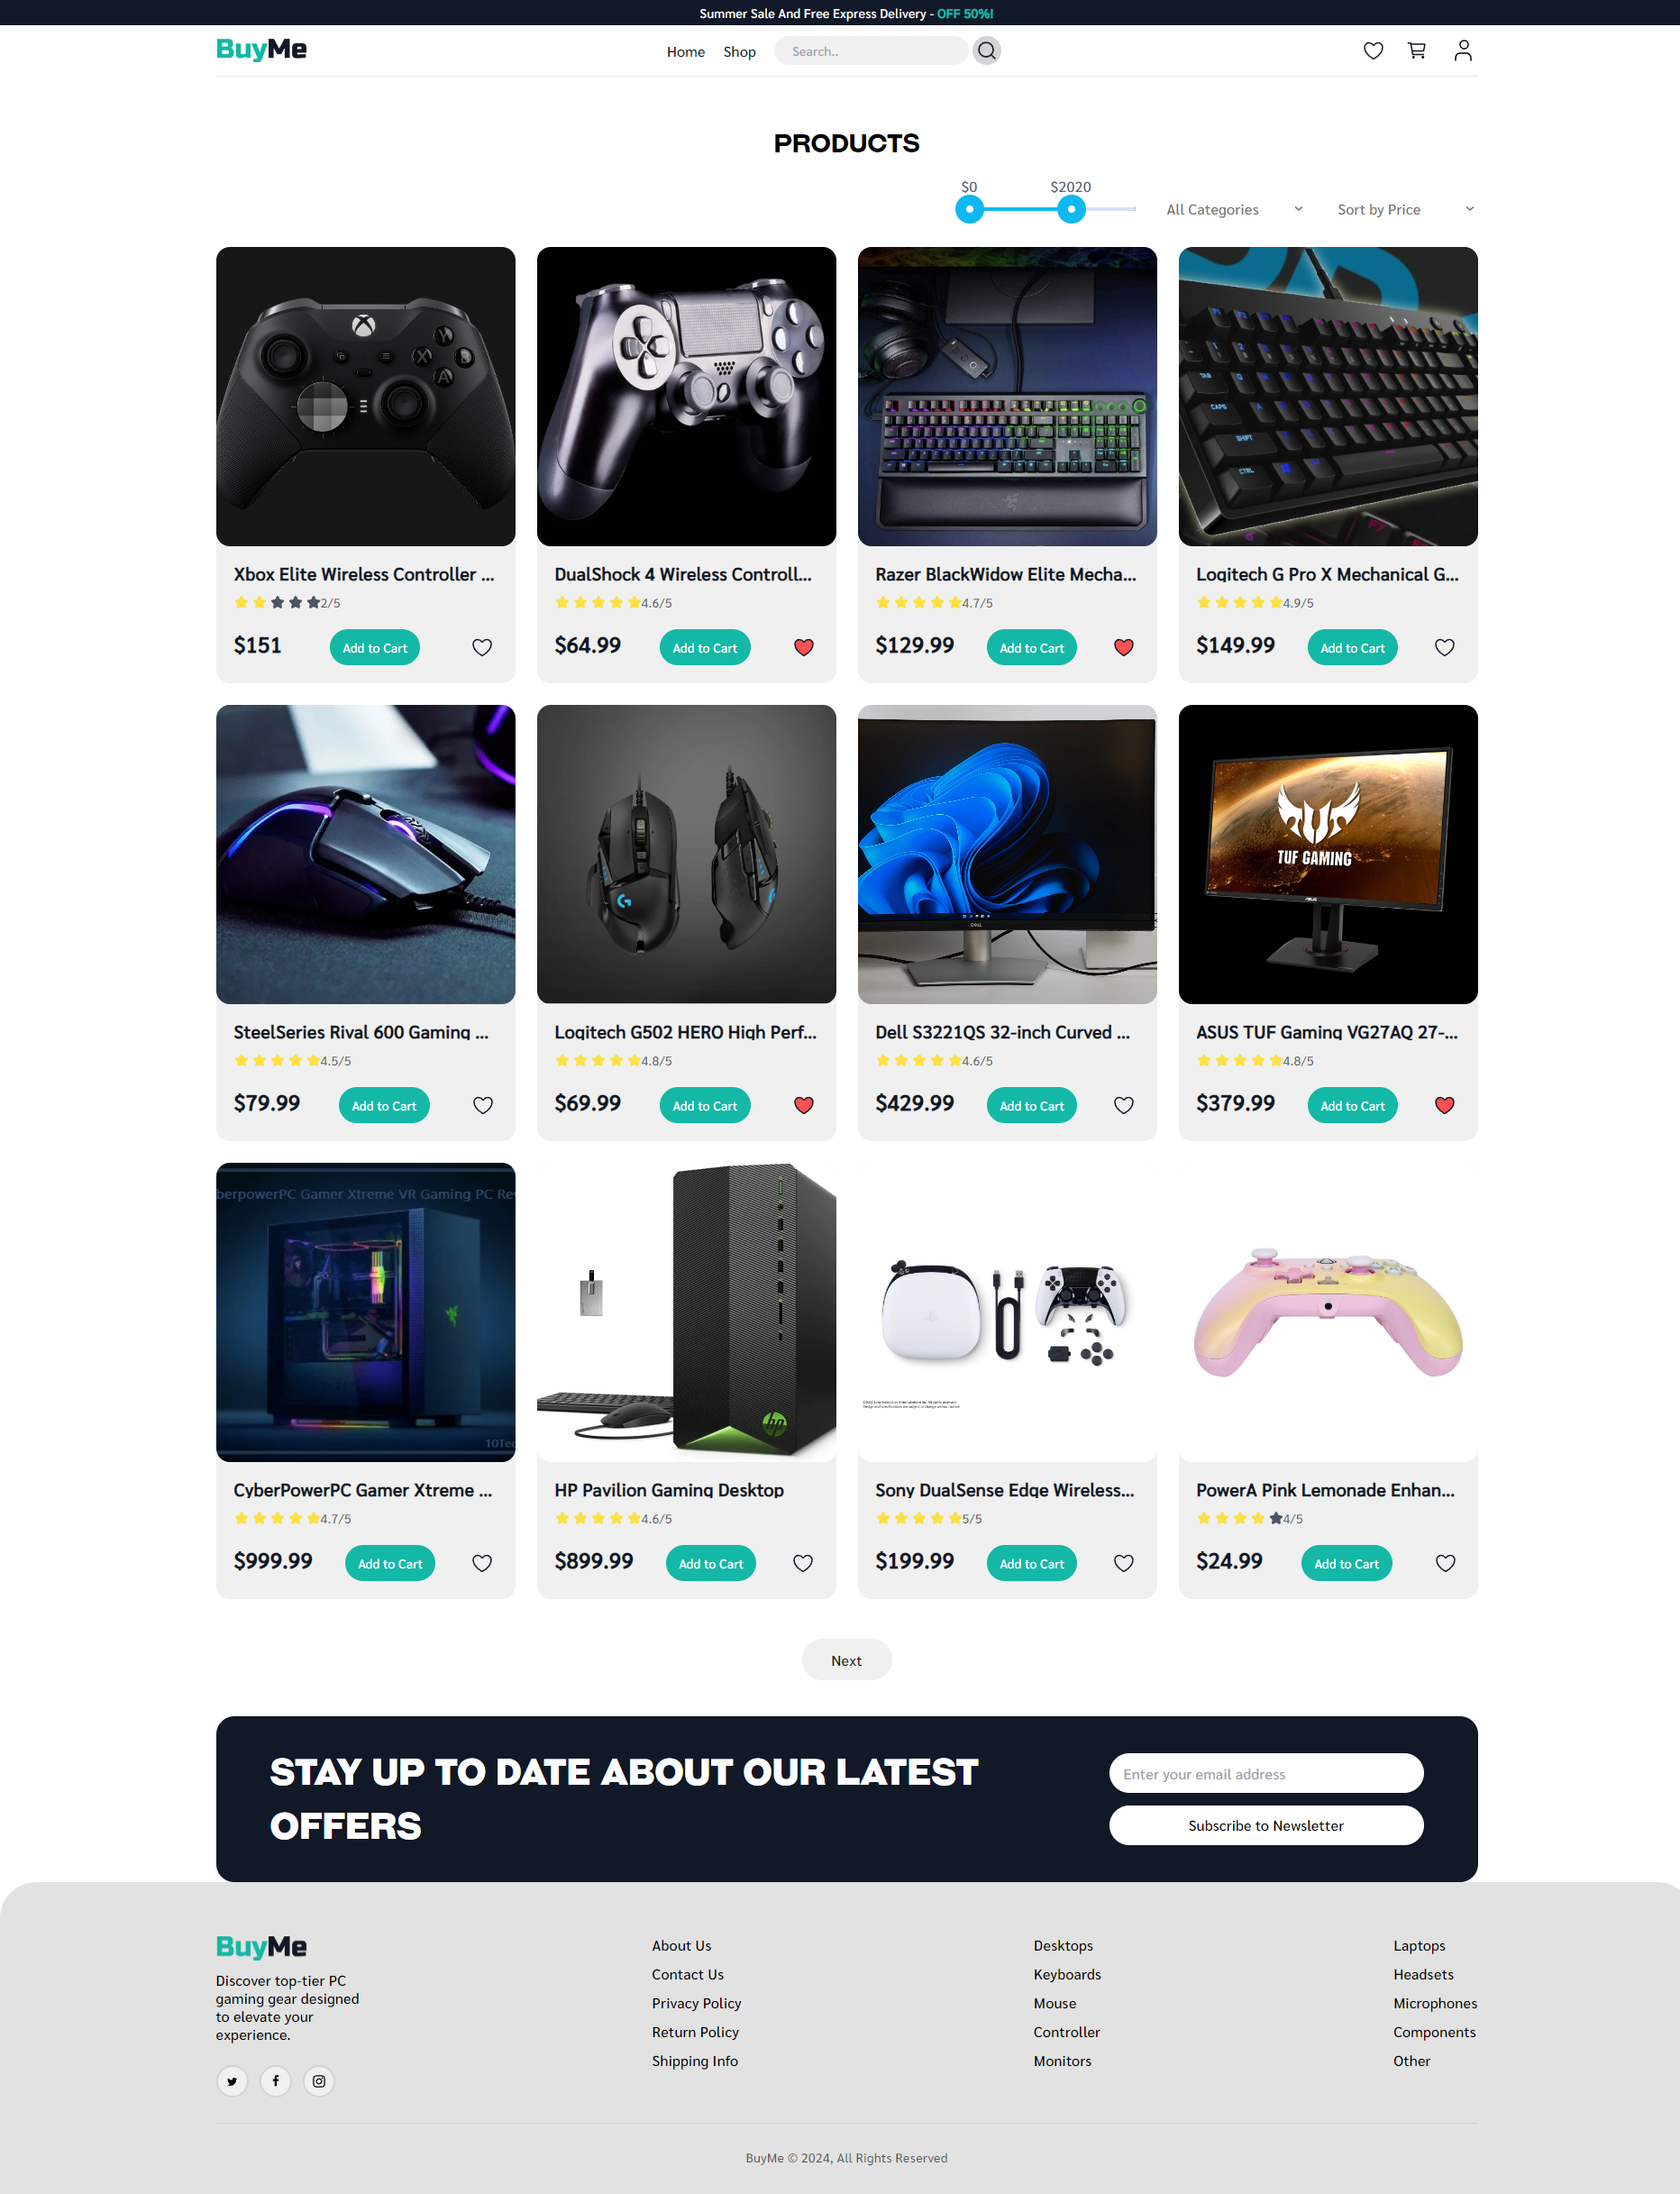 Summer Sale And Free Express Delivery - OFF 50%!
BuyMe
Home
Shop
Search..
PRODUCTS
$0
$2020
All Categories
Sort by Price
Xbox Elite Wireless Controller ...
2/5
$151
Add to Cart
DualShock 4 Wireless Controll...
4.6/5
$64.99
Add to Cart
Razer BlackWidow Elite Mecha...
4.7/5
$129.99
Add to Cart
TAB
CAPS
SHIFT
CTRL
Logitech G Pro X Mechanical G...
4.9/5
$149.99
Add to Cart
SteelSeries Rival 600 Gaming ...
4.5/5
$79.99
Add to Cart
Logitech G502 HERO High Perf...
4.8/5
$69.99
Add to Cart
DELL
Dell S3221QS 32-inch Curved ...
4.6/5
$429.99
Add to Cart
TUF GAMING
ASUS TUF Gaming VG27AQ 27-...
4.8/5
$379.99
Add to Cart
berpowerPC Gamer Xtreme VR Gaming PC Rev
10Tec
CyberPowerPC Gamer Xtreme ...
4.7/5
$999.99
Add to Cart
hp
HP Pavilion Gaming Desktop
4.6/5
$899.99
Add to Cart
Sony DualSense Edge Wireless...
5/5
$199.99
Add to Cart
PowerA Pink Lemonade Enhan...
4/5
$24.99
Add to Cart
Next
STAY UP TO DATE ABOUT OUR LATEST
OFFERS
Enter your email address
Subscribe to Newsletter
BuyMe
Discover top-tier PC
gaming gear designed
to elevate your
experience.
About Us
Contact Us
Privacy Policy
Return Policy
Shipping Info
Desktops
Keyboards
Mouse
Controller
Monitors
Laptops
Headsets
Microphones
Components
Other
BuyMe © 2024, All Rights Reserved